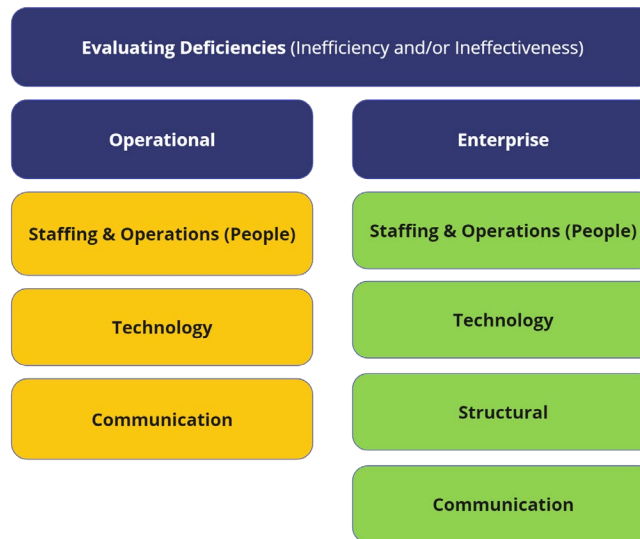 Evaluating Deficiencies (Inefficiency and/or Ineffectiveness)
Operational
Enterprise
Staffing & Operations (People)
Staffing & Operations (People)
Technology
Technology
Structural
Communication
Communication